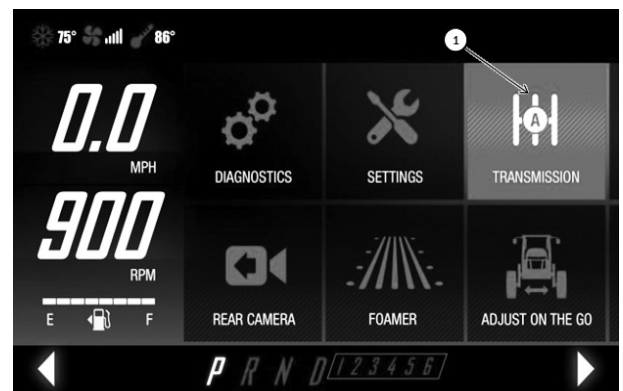 75° 86°
1
0.0
MPH
DIAGNOSTICS SETTINGS TRANSMISSION
A
900
RPM
REAR CAMERA FOAMER ADJUST ON THE GO
E F
P R N D 1 2 3 4 5 6